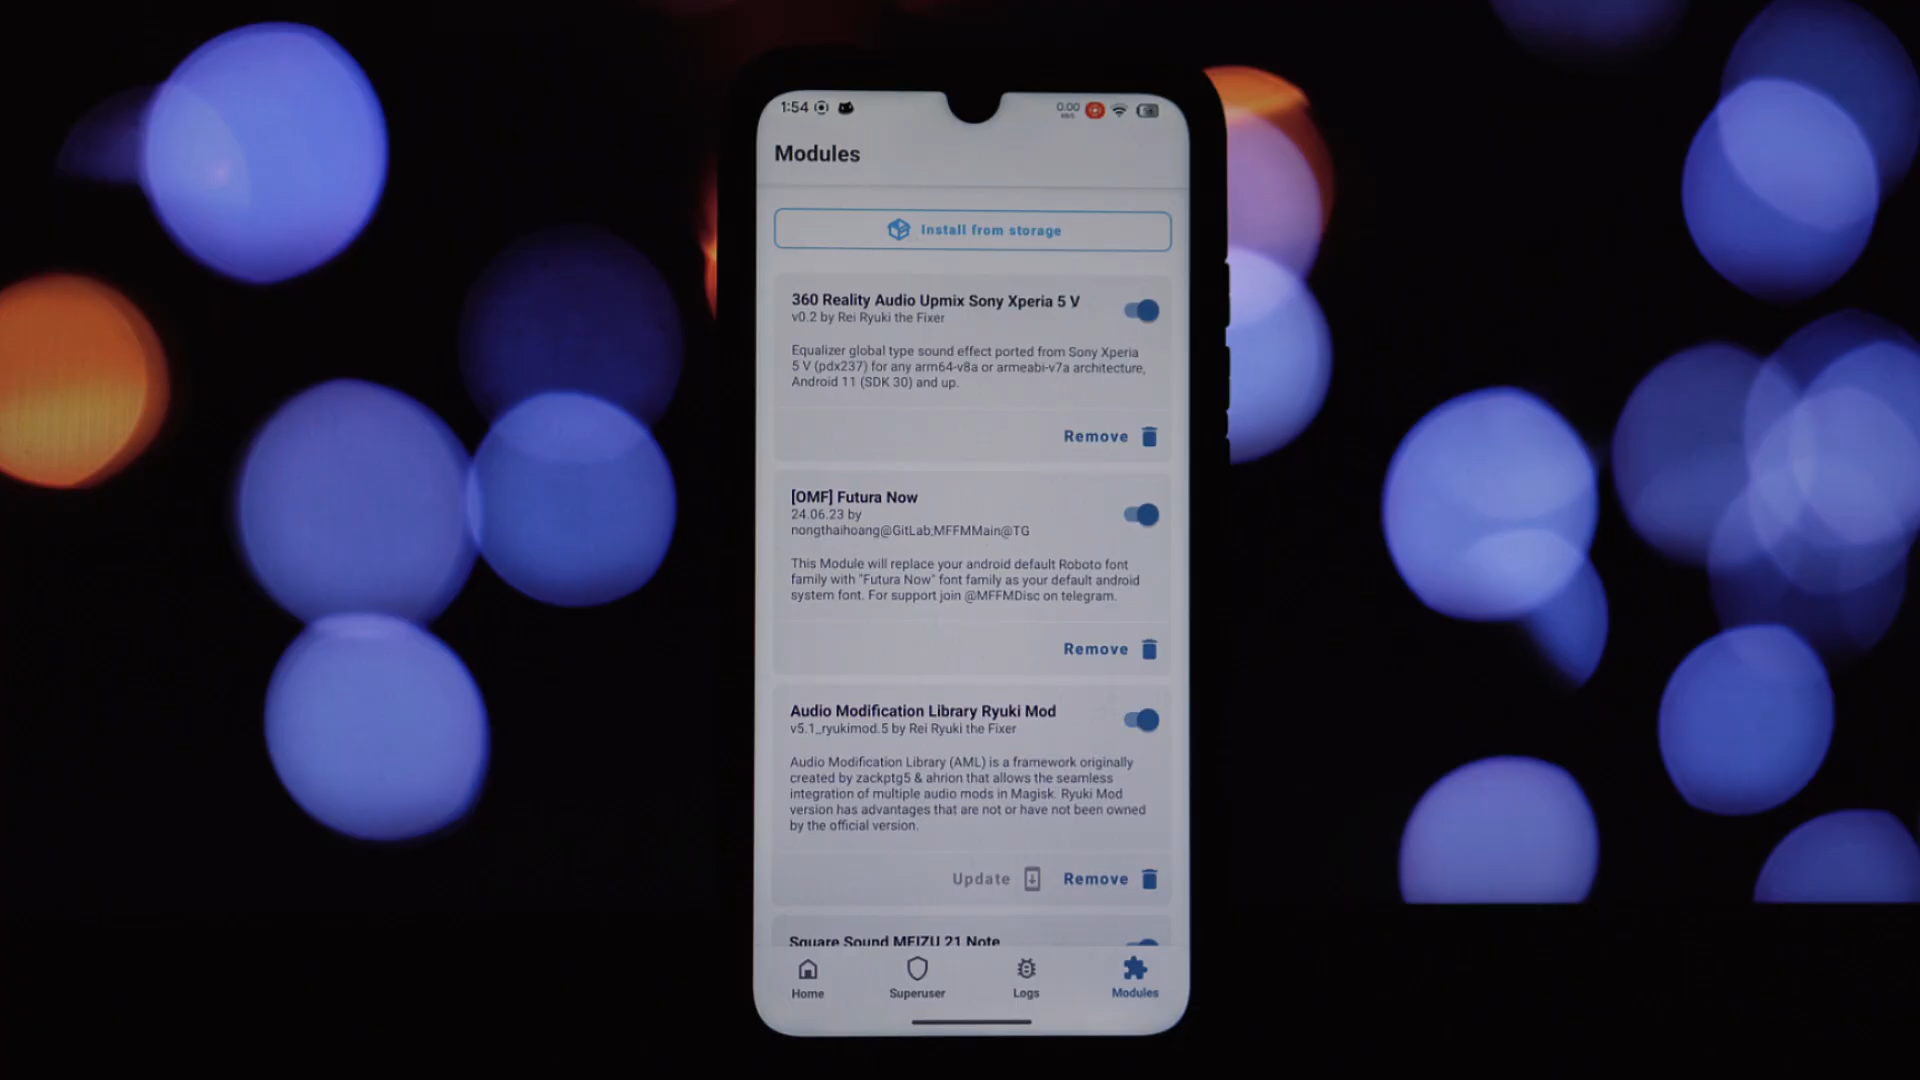 1:54
0.00
Modules
Install from storage
360 Reality Audio Upmix Sony Xperia 5 V
v0.2 by Rei Ryuki the Fixer
Equalizer global type sound effect ported from Sony Xperia
5 V (pdx237) for any arm64-v8a or armeabi-v7a architecture,
Android 11 (SDK 30) and up.
Remove
[OMF] Futura Now
24.06.23 by
nongthaihoang@GitLab;MFFMMain@TG
This Module will replace your android default Roboto font
family with "Futura Now" font family as your default android
system font. For support join @MFFMDisc on telegram.
Remove
Audio Modification Library Ryuki Mod
v5.1_ryukimod.5 by Rei Ryuki the Fixer
Audio Modification Library (AML) is a framework originally
created by zackptg5 & ahrion that allows the seamless
integration of multiple audio mods in Magisk. Ryuki Mod
version has advantages that are not or have not been owned
by the official version.
Update Remove
Square Sound MEIZU 21 Note
Home Superuser Logs Modules